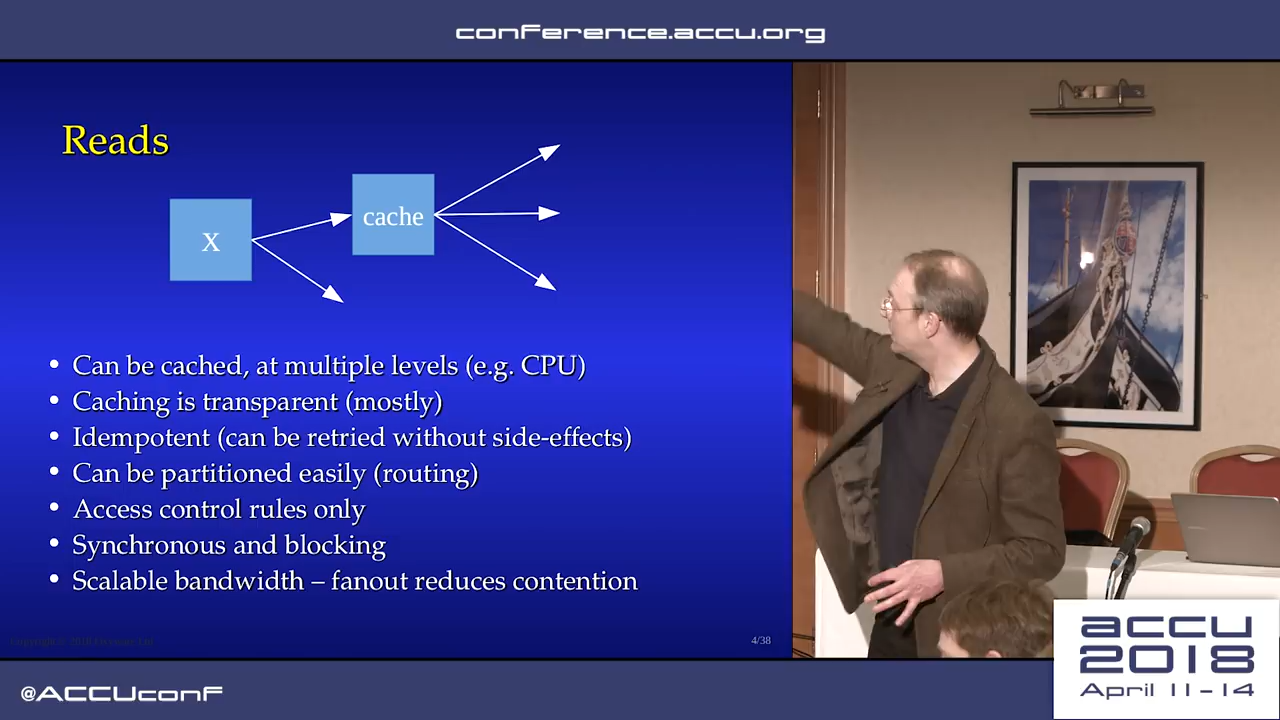 conference.accu.org
Reads
X
cache
• Can be cached, at multiple levels (e.g. CPU)
• Caching is transparent (mostly)
• Idempotent (can be retried without side-effects)
• Can be partitioned easily (routing)
• Access control rules only
• Synchronous and blocking
• Scalable bandwidth – fanout reduces contention
4/38
@ACCUconf
accu
2018
April 11-14